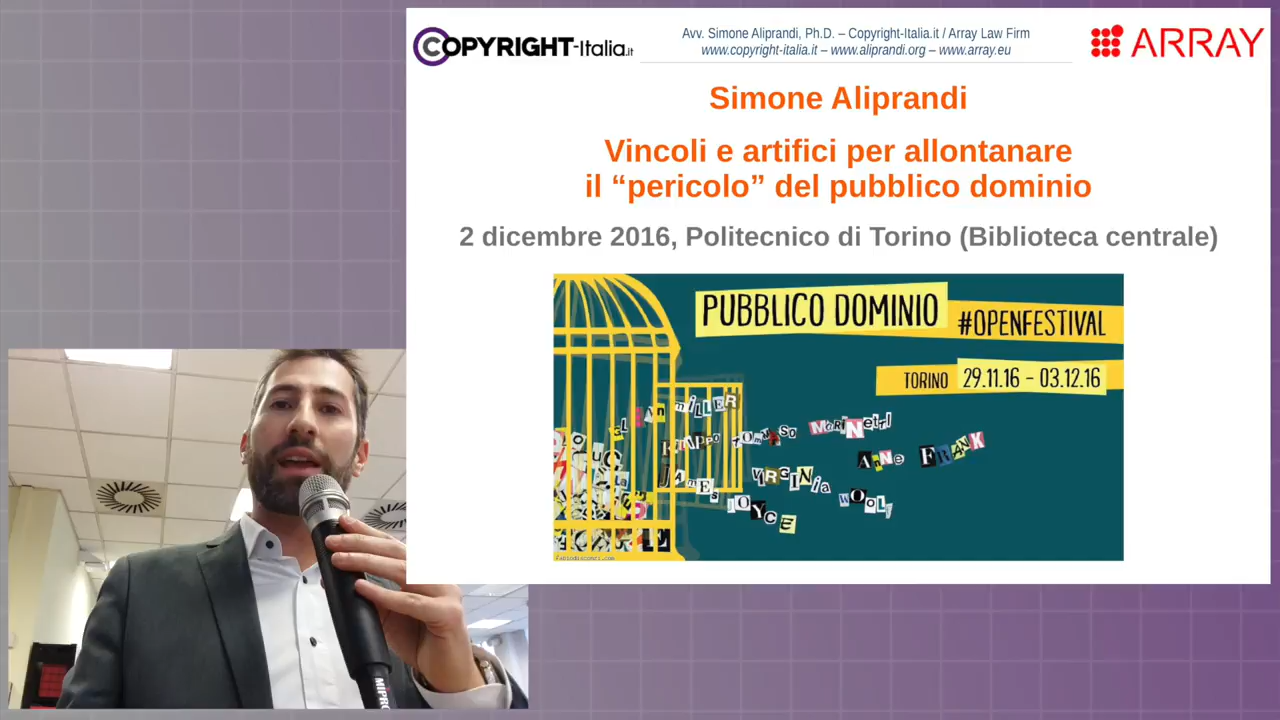 COPYRIGHT-Italia.it
Avv. Simone Aliprandi, Ph.D. – Copyright-Italia.it / Array Law Firm
www.copyright-italia.it – www.aliprandi.org – www.array.eu
ARRAY
Simone Aliprandi
Vincoli e artifici per allontanare
il “pericolo” del pubblico dominio
2 dicembre 2016, Politecnico di Torino (Biblioteca centrale)
PUBBLICO DOMINIO
#OPENFESTIVAL
TORINO 29.11.16 - 03.12.16
MILLER
TOMMASO MARINETTI
ANNE FRANK
JAMES JOYCE
VIRGINIA WOOLF
MIPRO